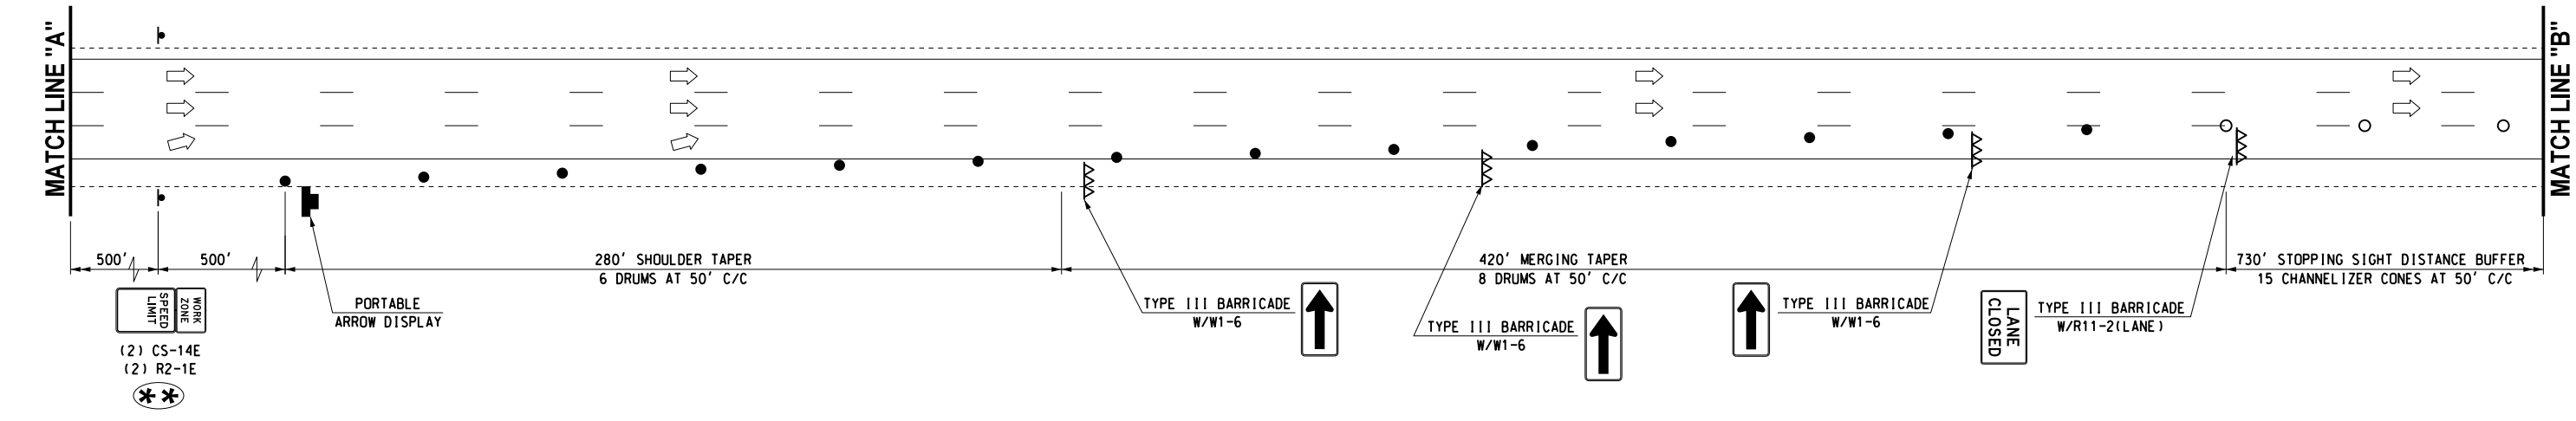 MATCH LINE "A"
MATCH LINE "B"
500'
500'
280' SHOULDER TAPER
6 DRUMS AT 50' C/C
420' MERGING TAPER
8 DRUMS AT 50' C/C
730' STOPPING SIGHT DISTANCE BUFFER
15 CHANNELIZER CONES AT 50' C/C
WORK
ZONE
SPEED
LIMIT
(2) CS-14E
(2) R2-1E
**
PORTABLE
ARROW DISPLAY
TYPE III BARRICADE
W/W1-6
TYPE III BARRICADE
W/W1-6
TYPE III BARRICADE
W/W1-6
LANE
CLOSED
TYPE III BARRICADE
W/R11-2(LANE)